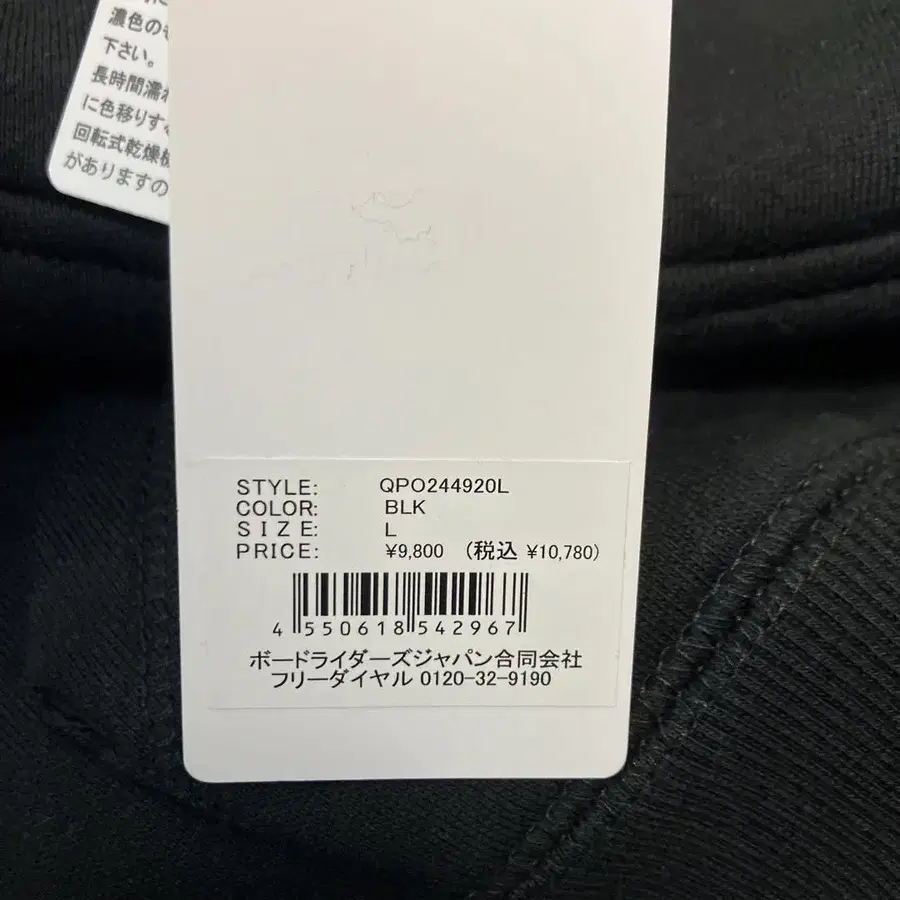 濃色の
下さい。
長時間濡れ
に色移りす
回転式乾燥機
がありますの
STYLE: QPO244920L
COLOR: BLK
SIZE: L
PRICE: ¥9,800 (税込 ¥10,780)
4 550618 542967
ボードライダーズジャパン合同会社
フリーダイヤル 0120-32-9190